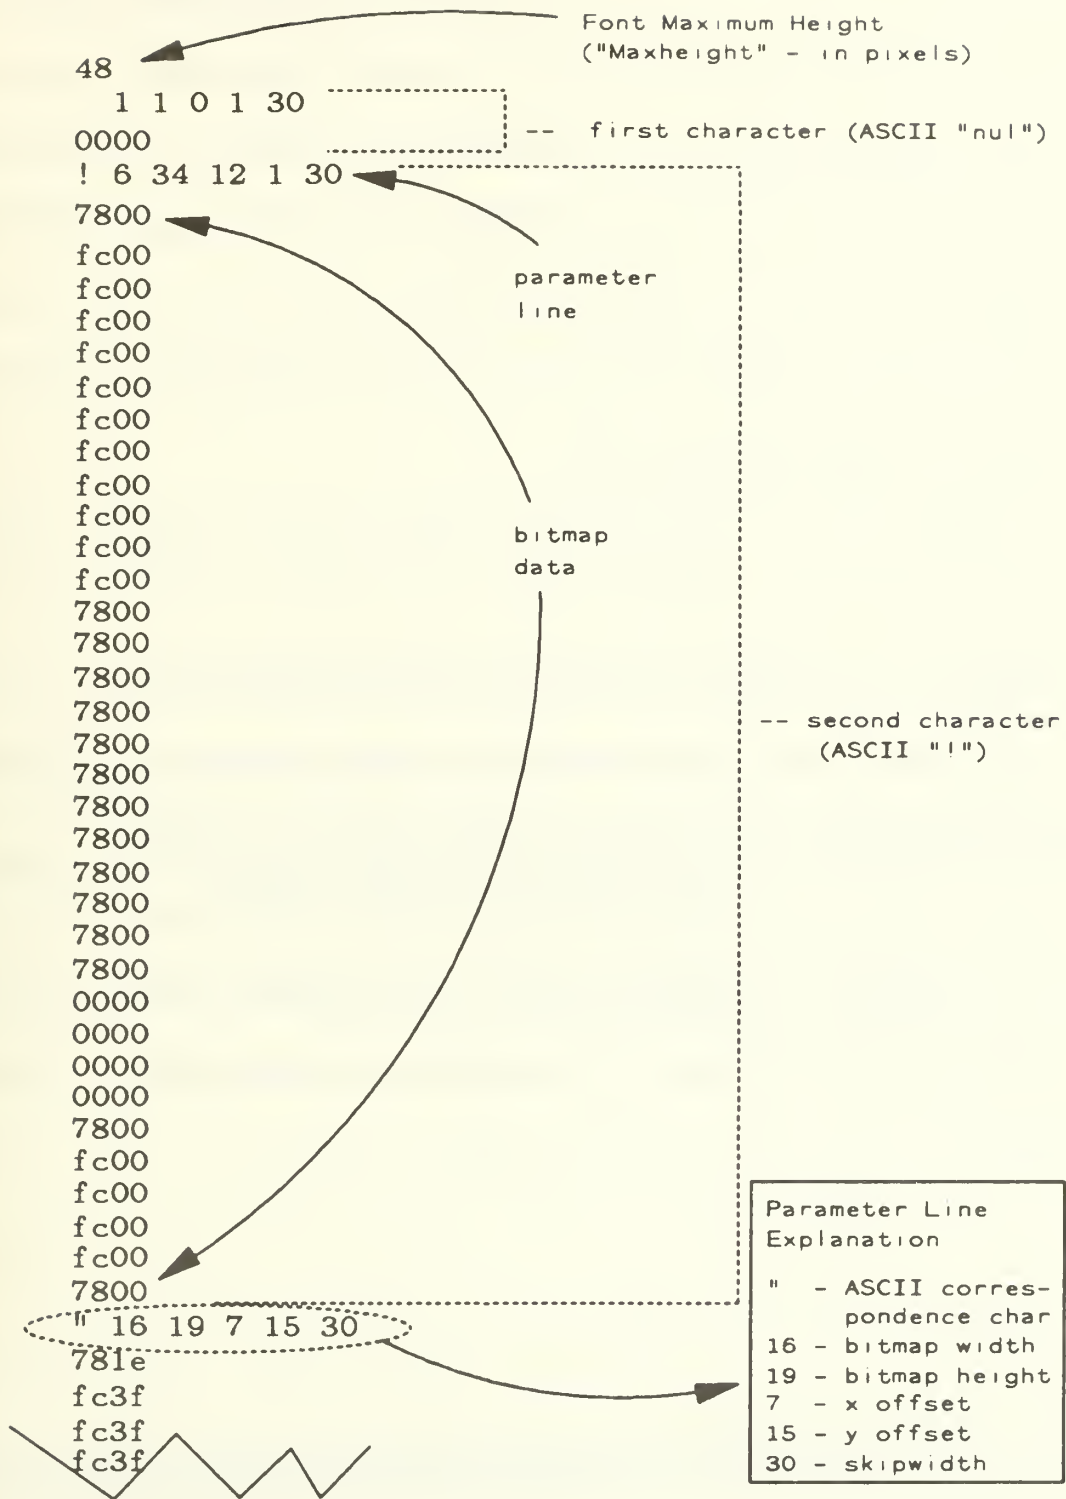 Font Maximum Height
("Maxheight" - in pixels)
48
1 1 0 1 30
0000
-- first character (ASCII "nul")
! 6 34 12 1 30
7800
fc00
fc00
fc00
fc00
fc00
fc00
fc00
fc00
fc00
fc00
fc00
7800
7800
7800
7800
7800
7800
7800
7800
7800
7800
7800
7800
0000
0000
0000
0000
7800
fc00
fc00
fc00
fc00
7800
parameter
line
bitmap
data
-- second character
(ASCII "!")
" 16 19 7 15 30
781e
fc3f
fc3f
fc3f
Parameter Line
Explanation
" - ASCII corres-
pondence char
16 - bitmap width
19 - bitmap height
7 - x offset
15 - y offset
30 - skipwidth